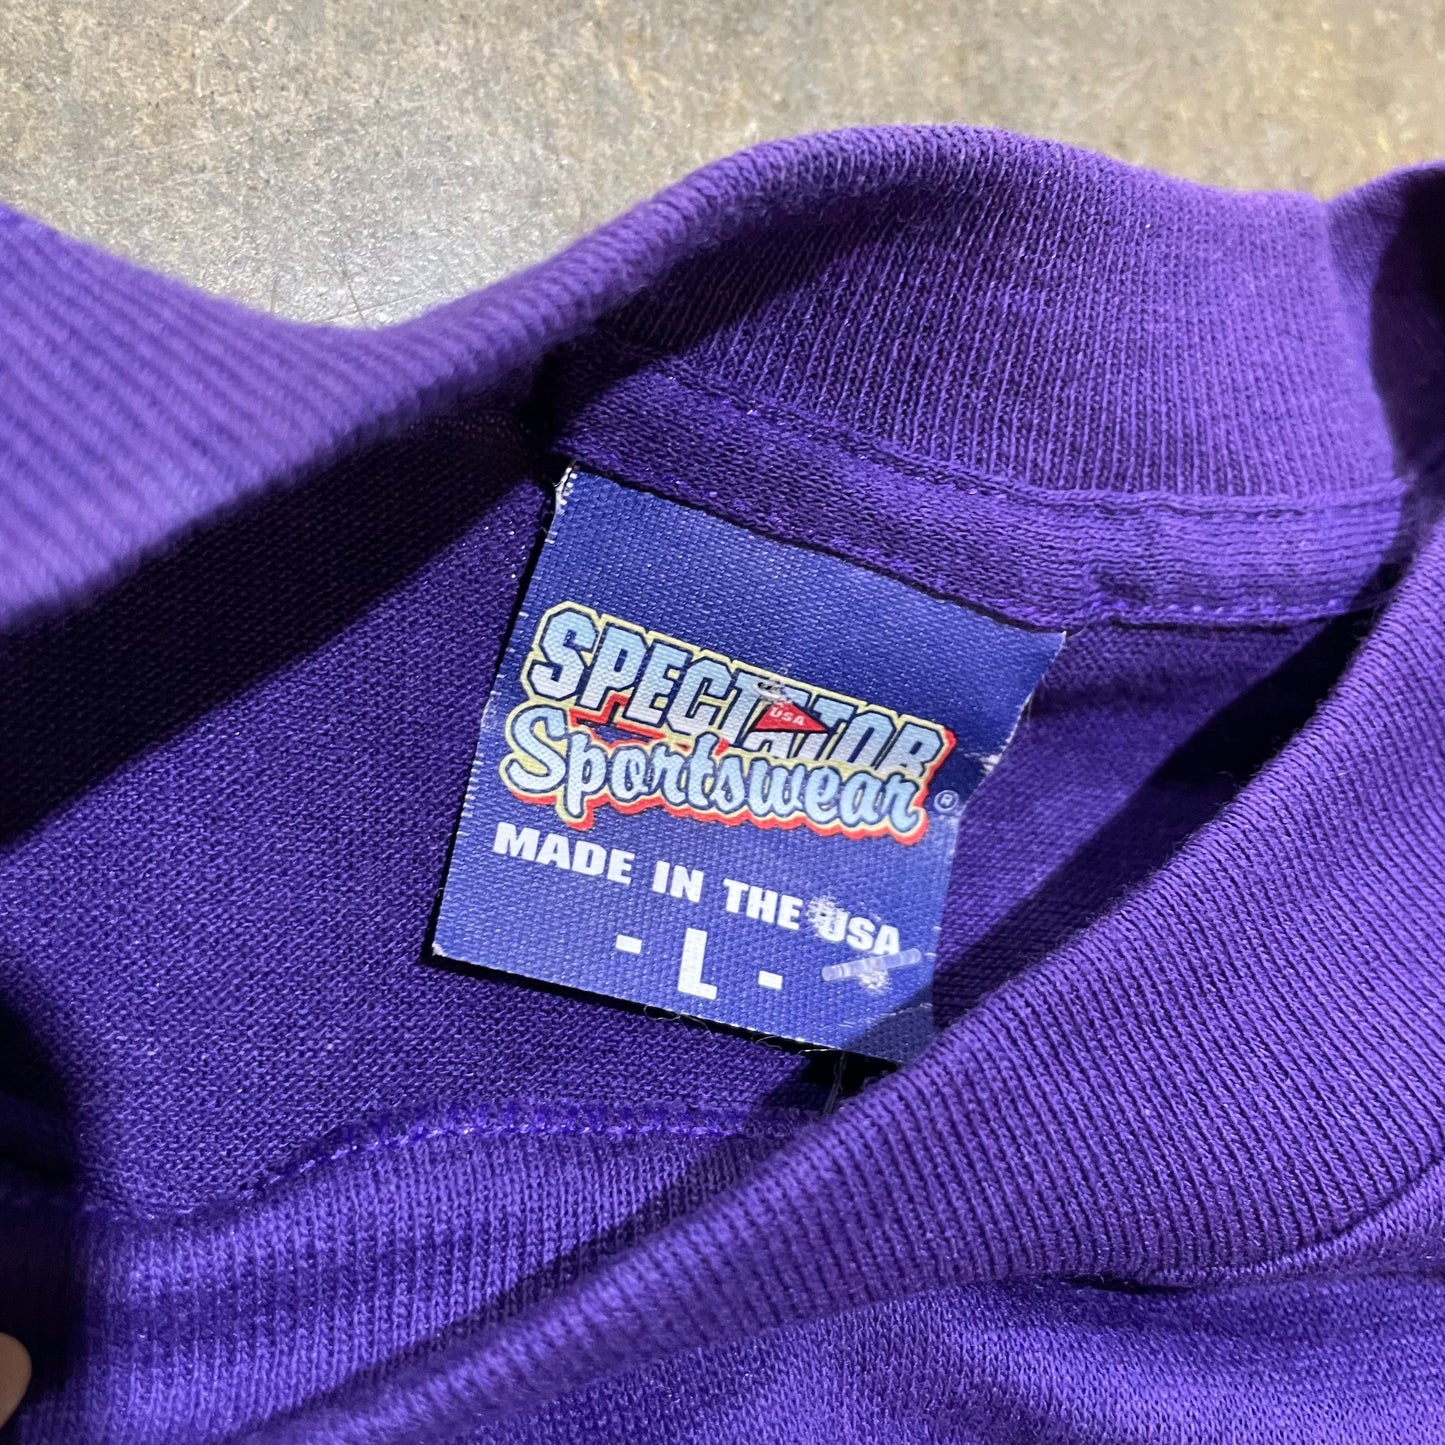 SPECTATOR
USA
Sportswear ®
MADE IN THE USA
- L -